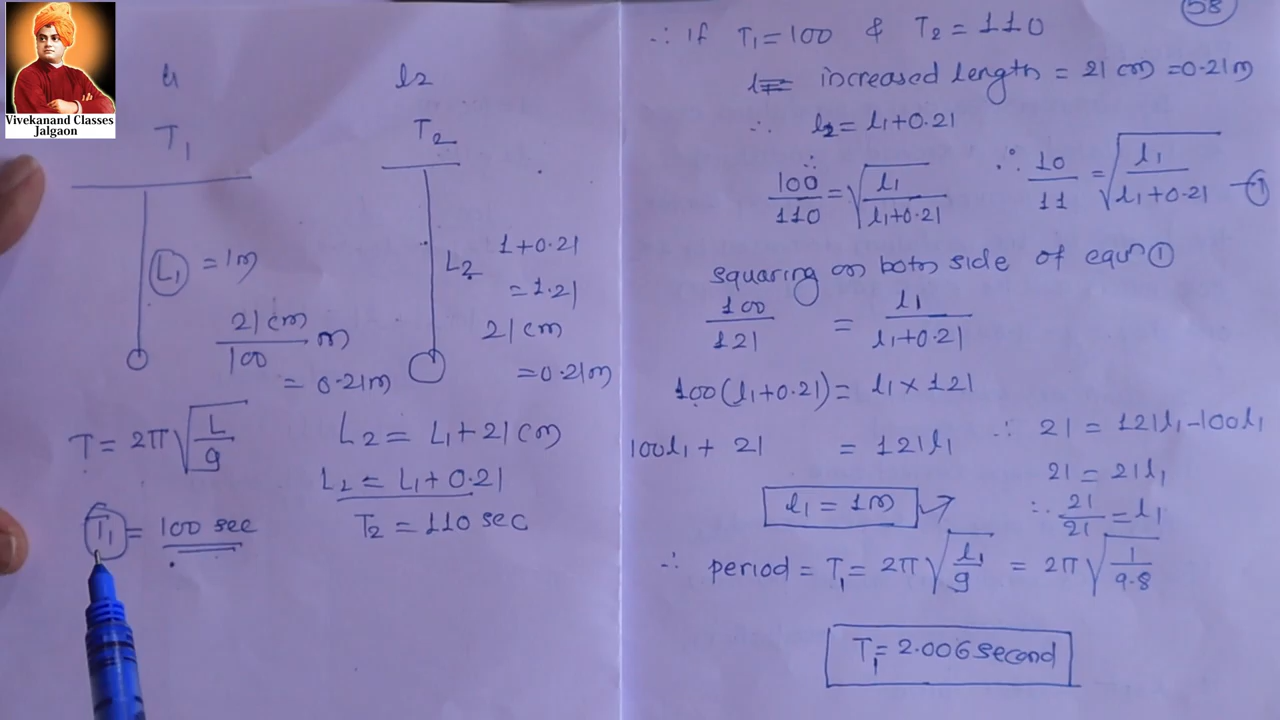 Vivekanand Classes
Jalgaon
l1
T1
L1 = 1m
21 cm / 100 m
= 0.21m
T = 2π√(L/g)
T1 = 100 sec
l2
T2
L2
1+0.21
= 1.21
21 cm
= 0.21m
L2 = L1 + 21 cm
L2 = L1 + 0.21
T2 = 110 sec
58
∴ If T1 = 100 & T2 = 110
increased length = 21 cm = 0.21m
∴ l2 = l1 + 0.21
∴ 100/110 = √(l1/(l1+0.21)) ∴ 10/11 = √(l1/(l1+0.21)) —①
squaring on both side of equn ①
100/121 = l1/(l1+0.21)
100(l1+0.21) = l1 × 121
100l1 + 21 = 121l1 ∴ 21 = 121l1 - 100l1
21 = 21l1
l1 = 1m ∴ 21/21 = l1
∴ period = T1 = 2π√(l1/g) = 2π√(1/9.8)
T1 = 2.006 second